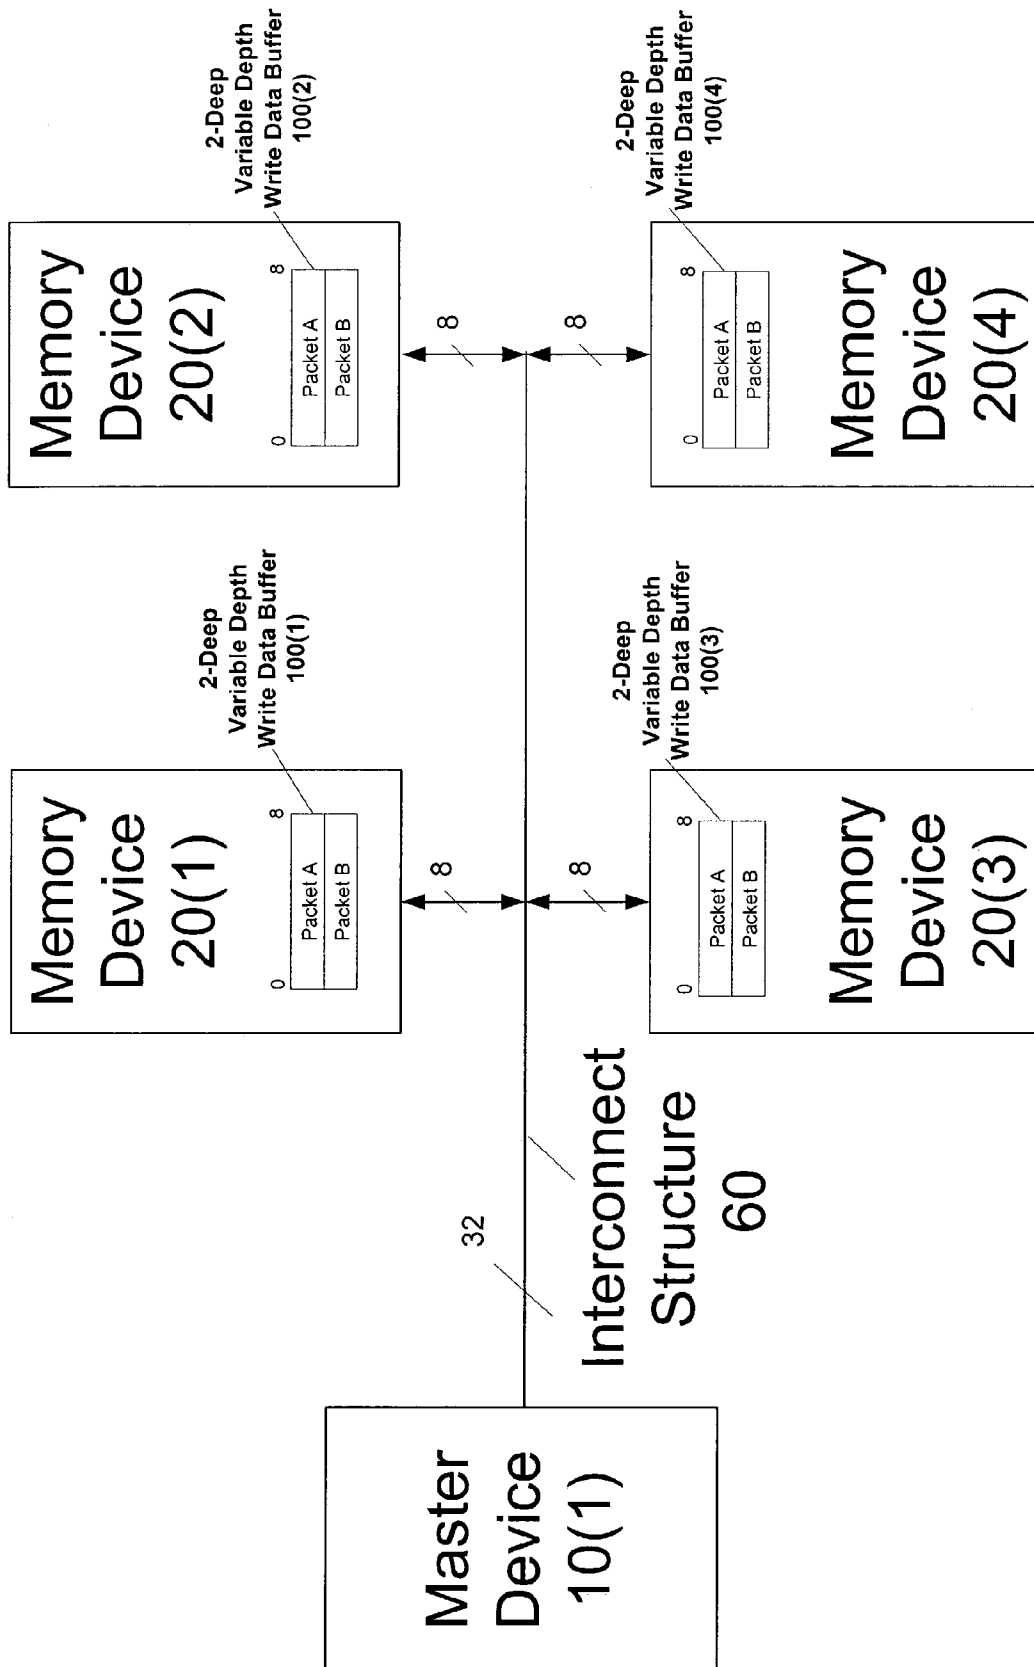 Master
Device
10(1)
32
Interconnect
Structure
60
Memory
Device
20(1)
0
8
Packet A
Packet B
2-Deep
Variable Depth
Write Data Buffer
100(1)
8
Memory
Device
20(2)
0
8
Packet A
Packet B
2-Deep
Variable Depth
Write Data Buffer
100(2)
8
8
0
8
Packet A
Packet B
2-Deep
Variable Depth
Write Data Buffer
100(3)
Memory
Device
20(3)
8
0
8
Packet A
Packet B
2-Deep
Variable Depth
Write Data Buffer
100(4)
Memory
Device
20(4)